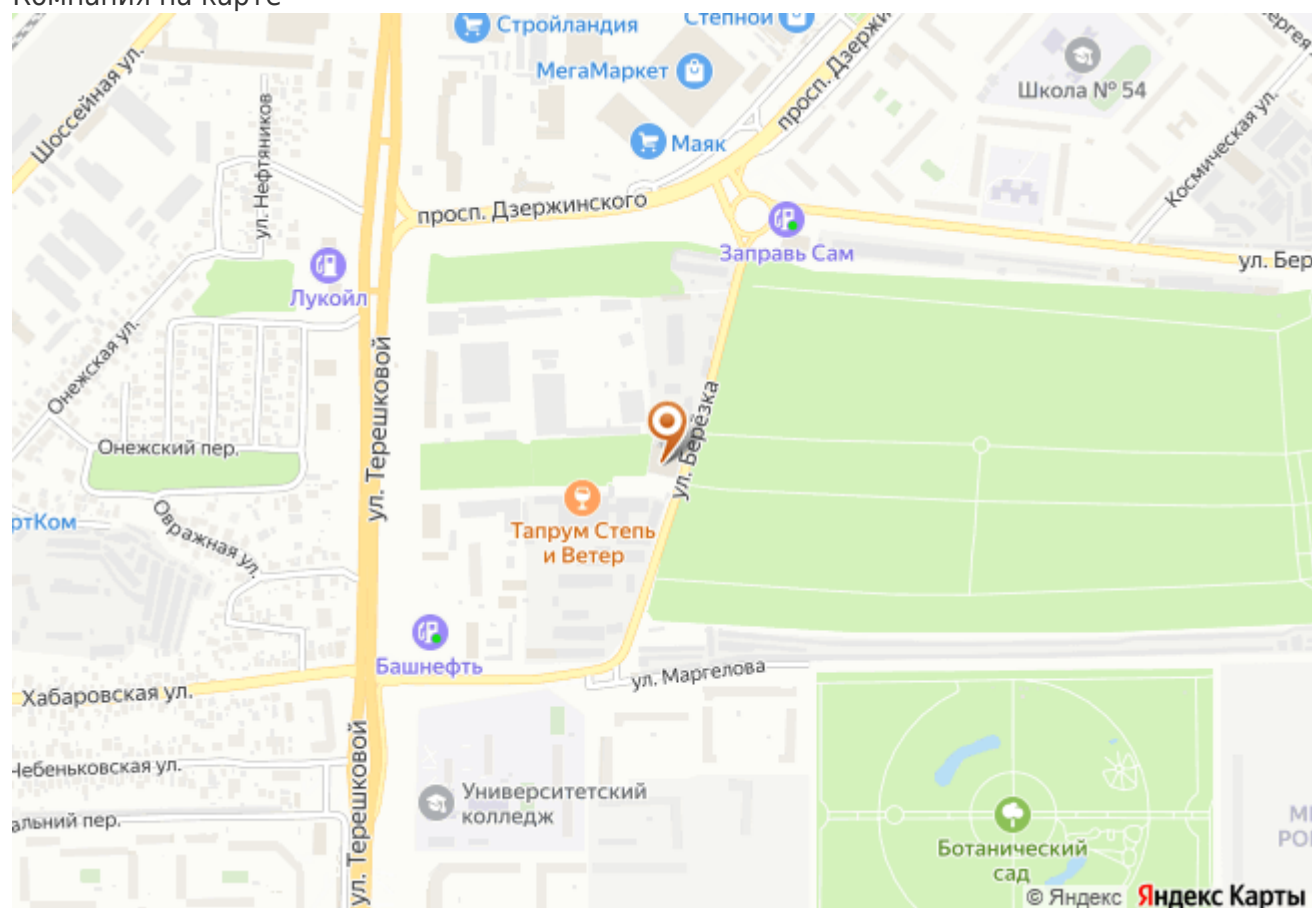 Компания на карте
Стройландия
Степной
МегаМаркет
Маяк
просп. Дзержи
Школа № 54
Космическая ул.
Шоссейная ул.
ул. Нефтяников
просп. Дзержинского
Заправь Сам
ул. Бер
Лукойл
Онежская ул.
ул. Терешковой
ул. Берёзка
Онежский пер.
Тапрум Степь
и Ветер
ртКом
Овражная ул.
Башнефть
ул. Маргелова
Хабаровская ул.
Чебеньковская ул.
ул. Терешковой
альний пер.
Университетский
колледж
Ботанический
сад
© Яндекс Яндекс Карты